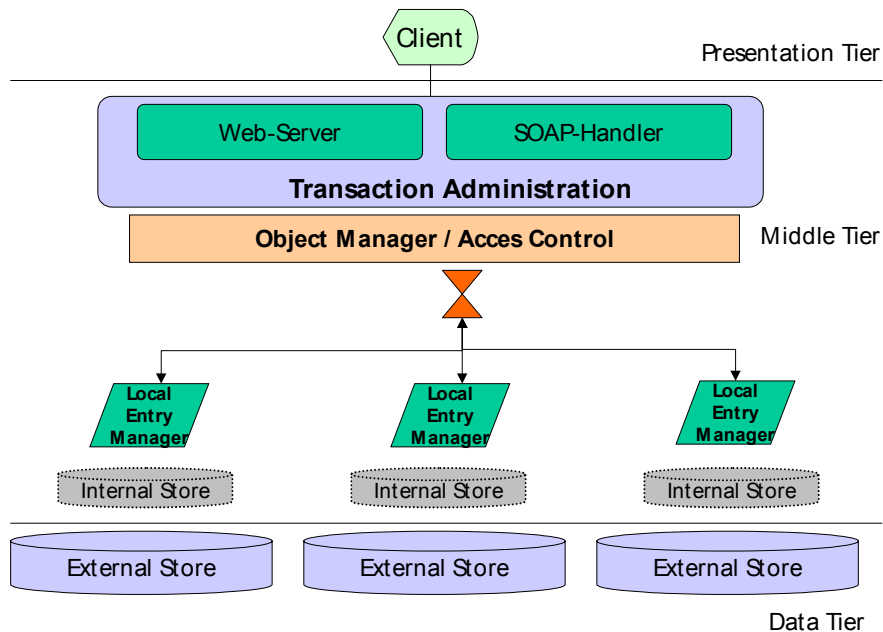 Client
Presentation Tier
Web-Server
SOAP-Handler
Transaction Administration
Object Manager / Acces Control
Middle Tier
Local
Entry
Manager
Local
Entry
Manager
Local
Entry
Manager
Internal Store
Internal Store
Internal Store
External Store
External Store
External Store
Data Tier